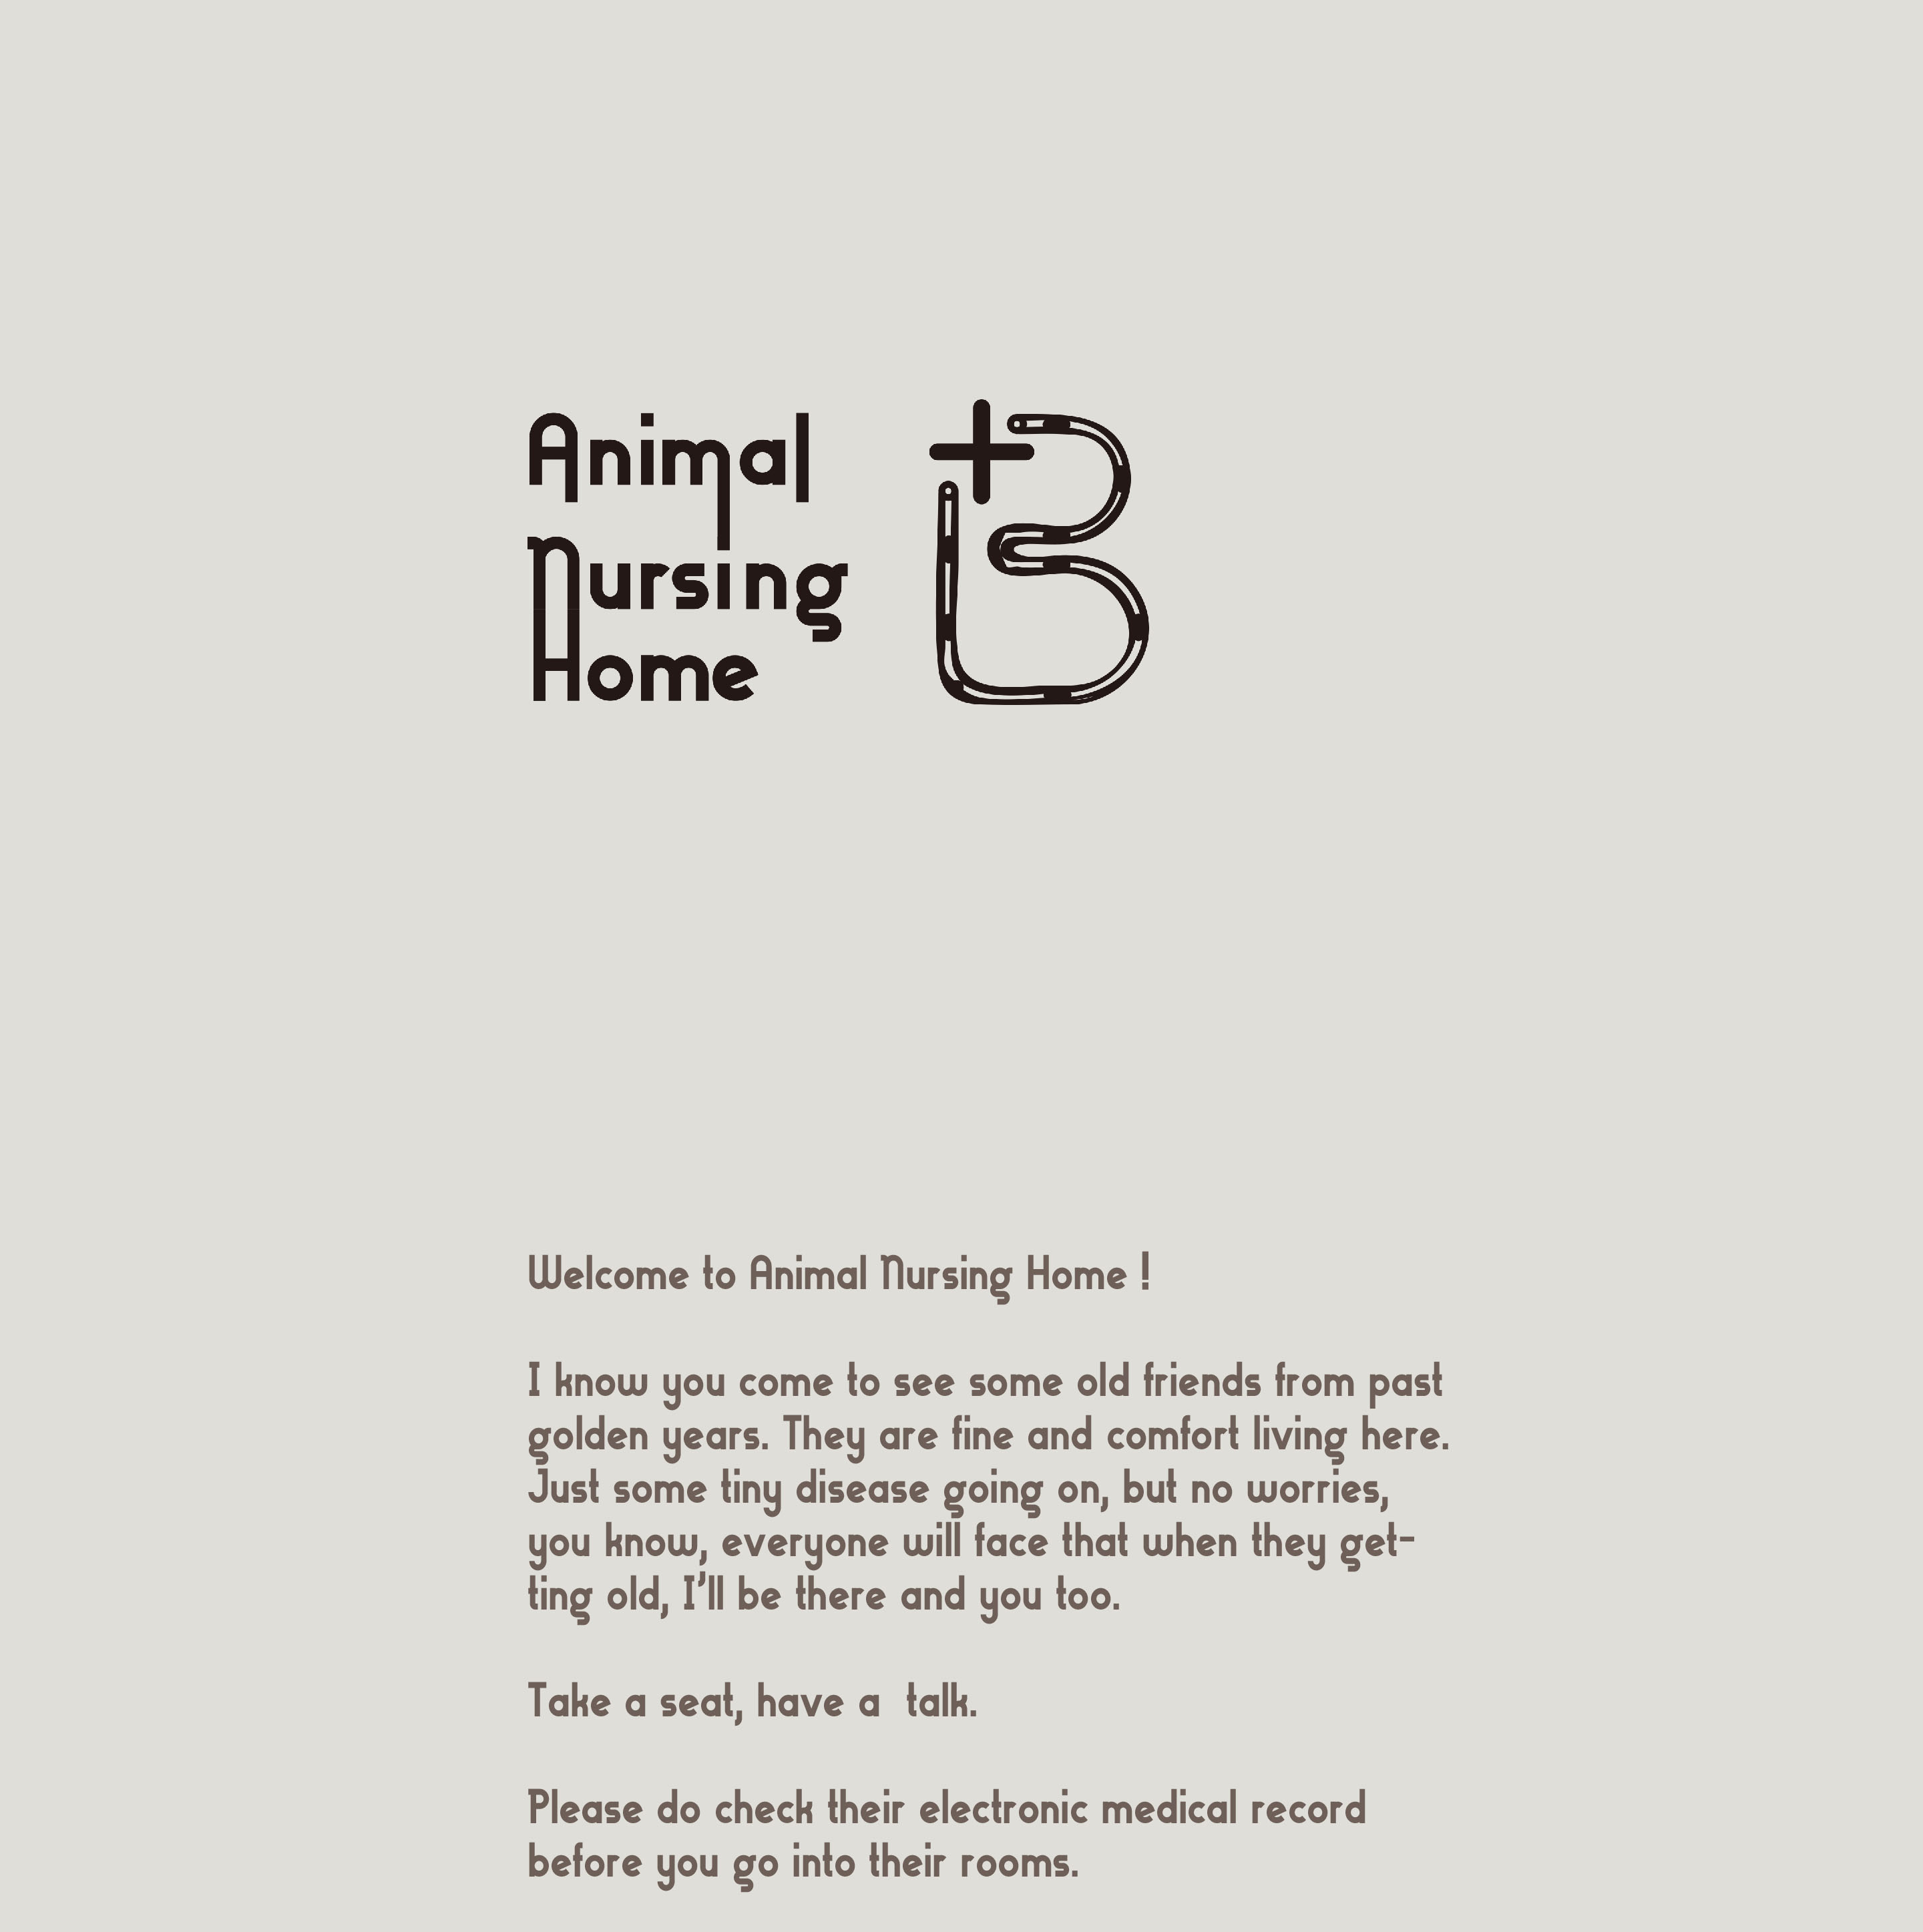 Animal
Nursing
Home
B
Welcome to Animal Nursing Home !
I know you come to see some old friends from past
golden years. They are fine and comfort living here.
Just some tiny disease going on, but no worries,
you know, everyone will face that when they get-
ting old, I'll be there and you too.
Take a seat, have a  talk.
Please do check their electronic medical record
before you go into their rooms.